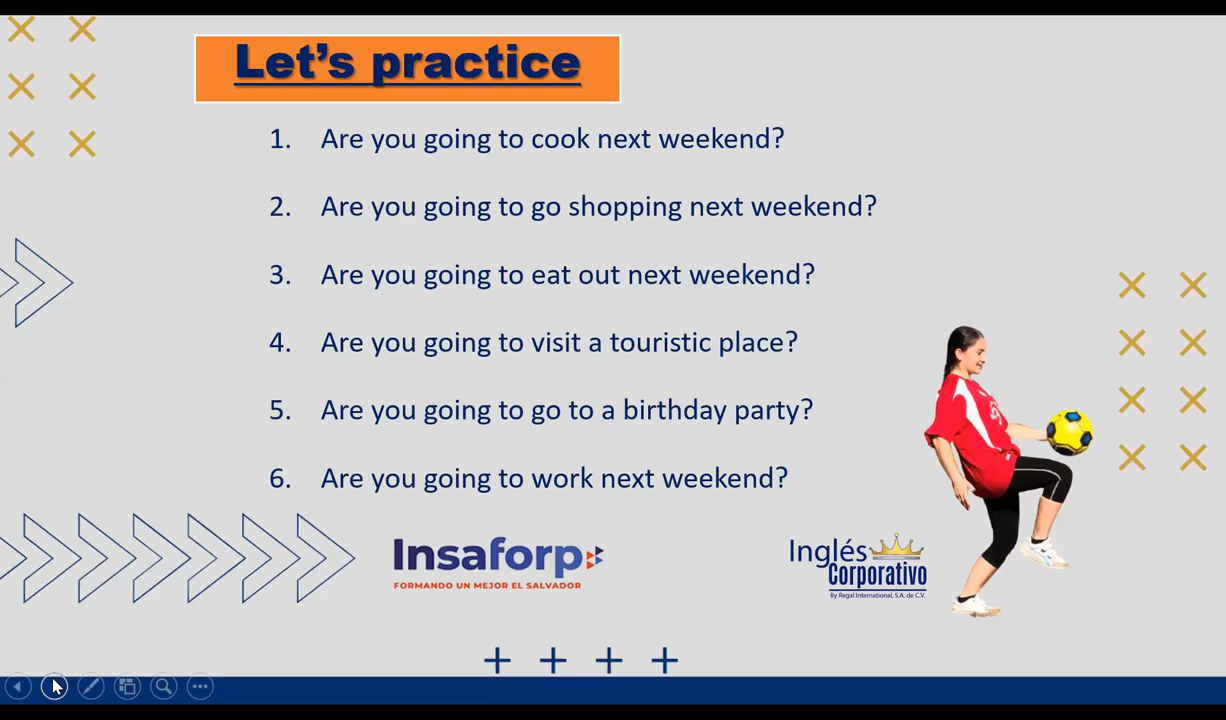 Let's practice
1. Are you going to cook next weekend?
2. Are you going to go shopping next weekend?
3. Are you going to eat out next weekend?
4. Are you going to visit a touristic place?
5. Are you going to go to a birthday party?
6. Are you going to work next weekend?
Insaforp
FORMANDO UN MEJOR EL SALVADOR
Inglés
Corporativo
By Regal International, S.A. de C.V.